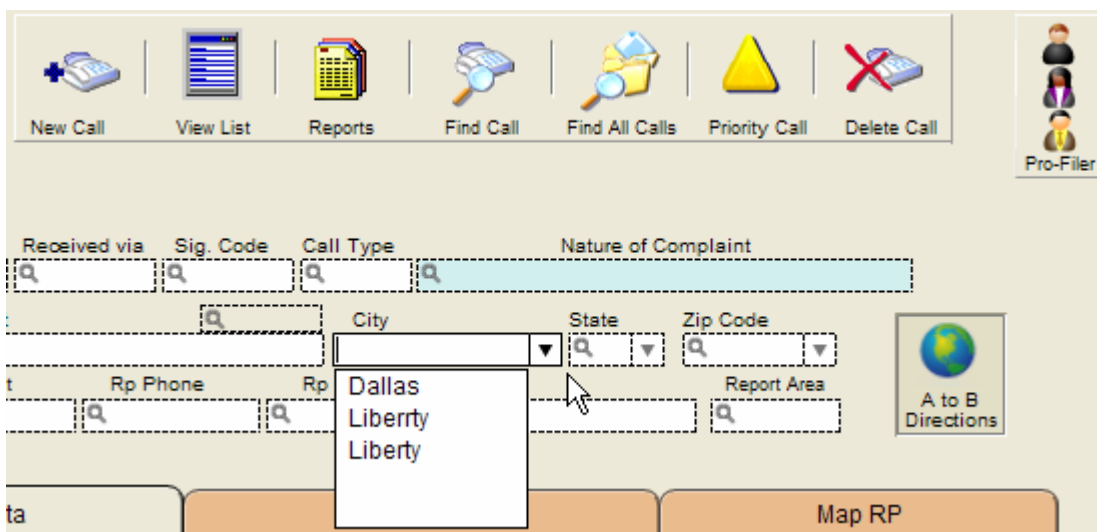 New Call View List Reports Find Call Find All Calls Priority Call Delete Call
Pro-Filer
Received via Sig. Code Call Type Nature of Complaint
City State Zip Code
Rp Phone Rp Report Area
Dallas
Liberrty
Liberty
A to B
Directions
ta Map RP